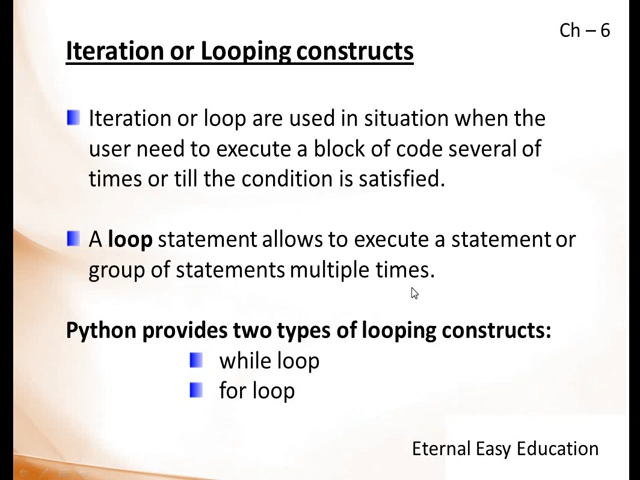 Ch – 6
Iteration or Looping constructs
Iteration or loop are used in situation when the
user need to execute a block of code several of
times or till the condition is satisfied.
A loop statement allows to execute a statement or
group of statements multiple times.
Python provides two types of looping constructs:
while loop
for loop
Eternal Easy Education